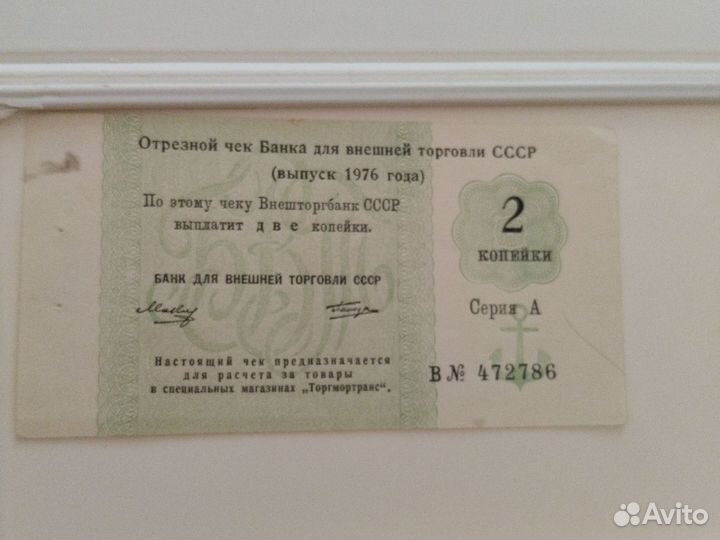 Отрезной чек Банка для внешней торговли СССР
(выпуск 1976 года)
По этому чеку Внешторгбанк СССР
выплатит две копейки.
2
КОПЕЙКИ
БАНК ДЛЯ ВНЕШНЕЙ ТОРГОВЛИ СССР
Серия А
Настоящий чек предназначается
для расчета за товары
в специальных магазинах „Торгмортранс“.
В № 472786
Avito